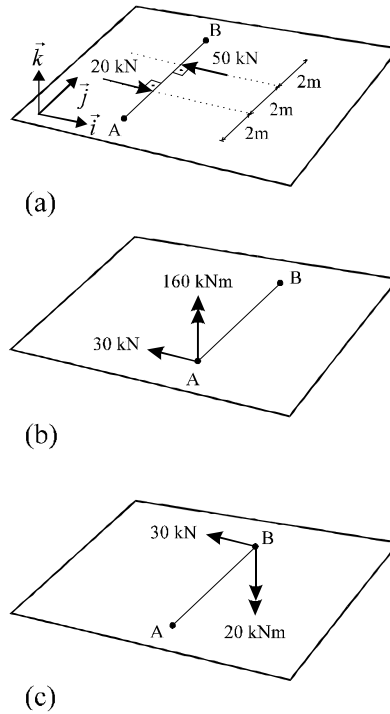 B
k⃗
20 kN
50 kN
2m
j⃗
2m
A
i⃗
2m
(a)
B
160 kNm
30 kN
A
(b)
B
30 kN
A
20 kNm
(c)